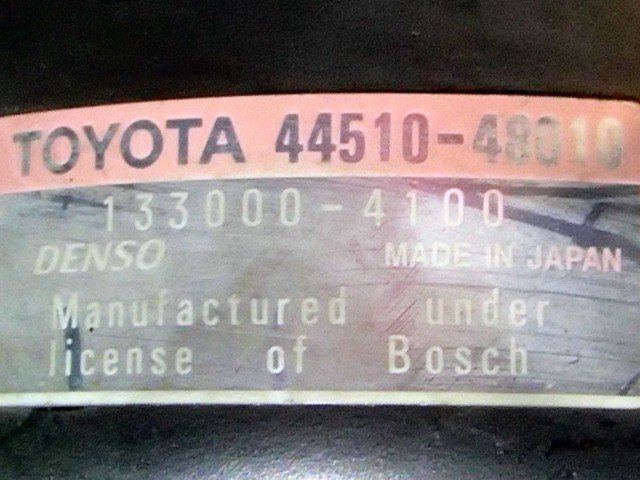 TOYOTA 44510-48010
133000-4100
DENSO MADE IN JAPAN
Manufactured under
license of Bosch